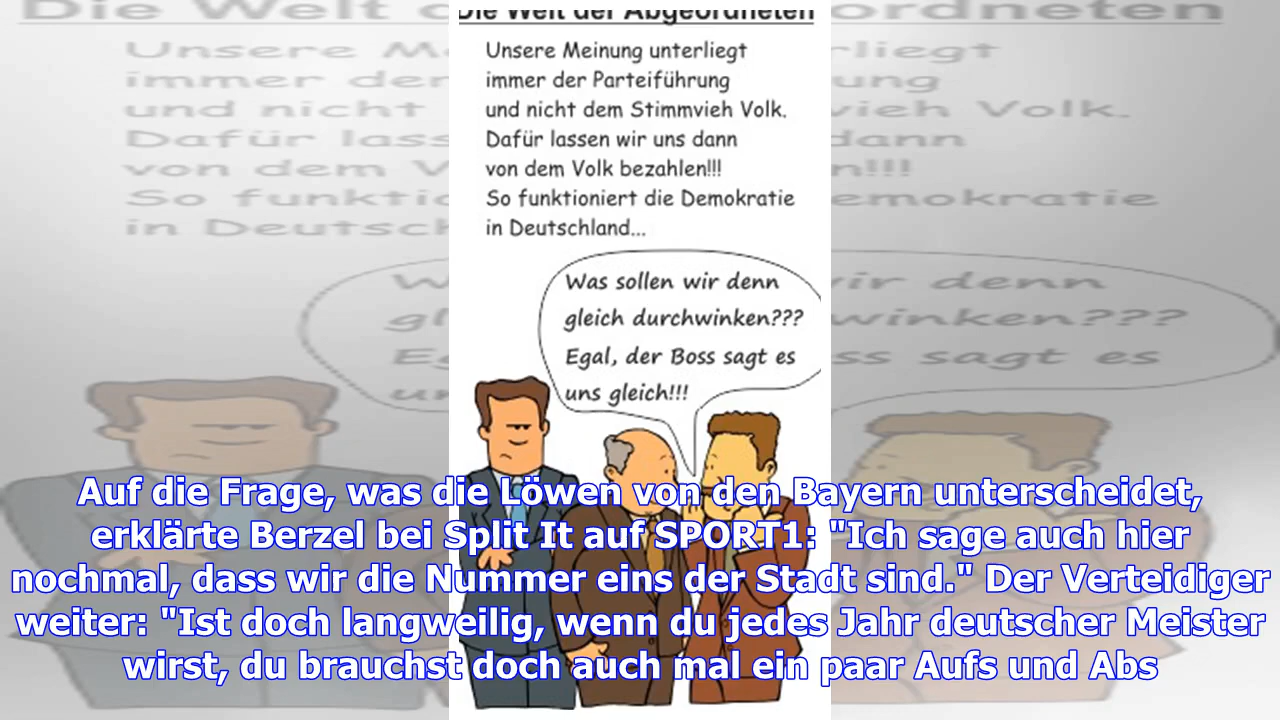 Die Welt der Abgeordneten
Unsere Meinung unterliegt
immer der Parteiführung
und nicht dem Stimmvieh Volk.
Dafür lassen wir uns dann
von dem Volk bezahlen!!!
So funktioniert die Demokratie
in Deutschland...
Was sollen wir denn
gleich durchwinken???
Egal, der Boss sagt es
uns gleich!!!
Auf die Frage, was die Löwen von den Bayern unterscheidet,
erklärte Berzel bei Split It auf SPORT1: "Ich sage auch hier
nochmal, dass wir die Nummer eins der Stadt sind." Der Verteidiger
weiter: "Ist doch langweilig, wenn du jedes Jahr deutscher Meister
wirst, du brauchst doch auch mal ein paar Aufs und Abs